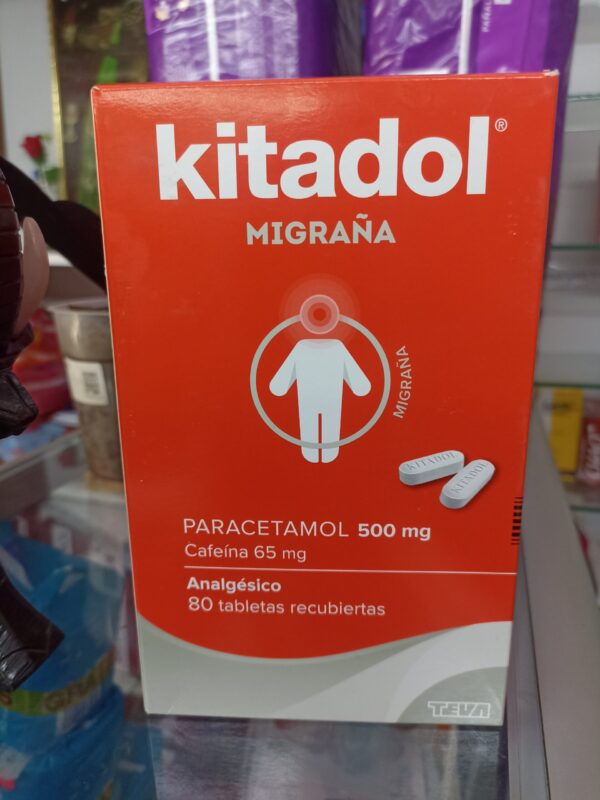 kitadol®
MIGRAÑA
MIGRAÑA
KITADOL
KITADOL
PARACETAMOL 500 mg
Cafeína 65 mg
Analgésico
80 tabletas recubiertas
TEVA